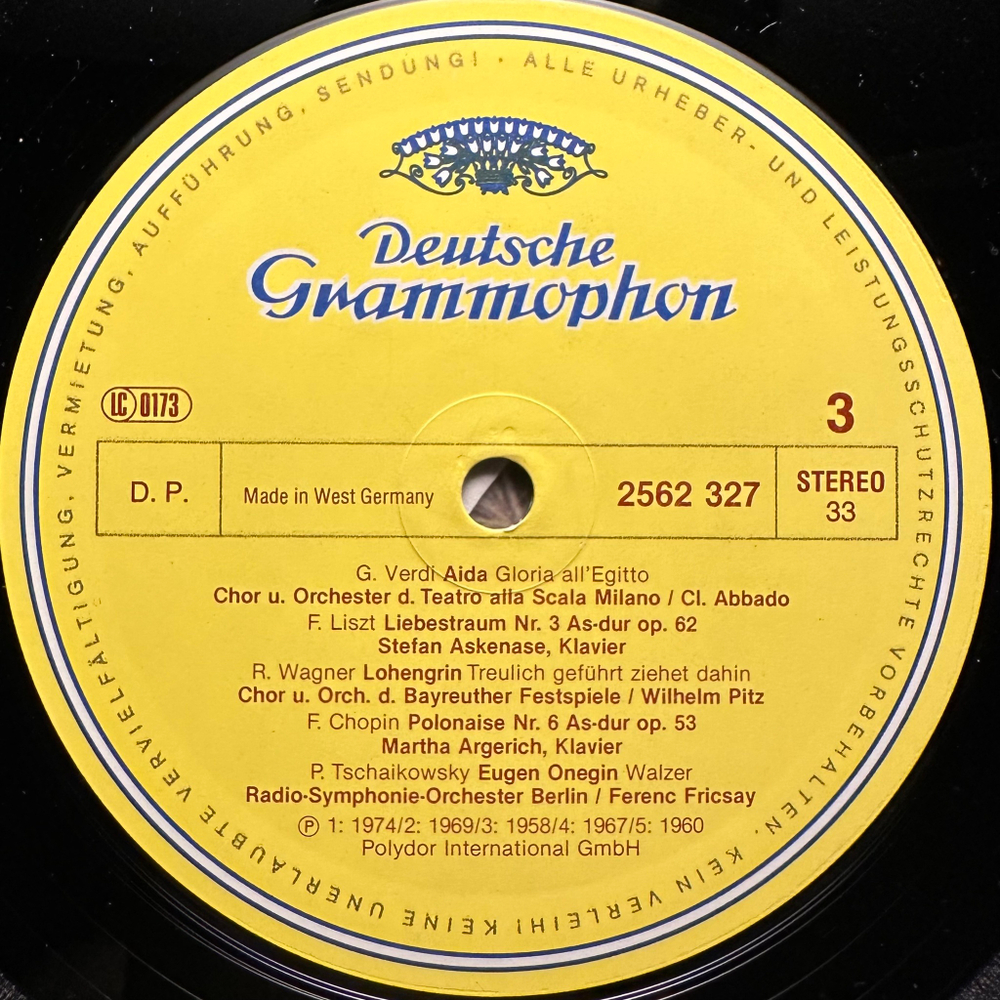 ALLE URHEBER- UND LEISTUNGSSCHUTZRECHTE VORBEHALTEN. KEIN VERLEIH! KEINE UNERLAUBTE VERVIELFÄLTIGUNG, VERMIETUNG, AUFFÜHRUNG, SENDUNG! ·
Deutsche
Grammophon
LC 0173
3
D. P.
Made in West Germany
2562 327
STEREO
33
G. Verdi Aida Gloria all'Egitto
Chor u. Orchester d. Teatro alla Scala Milano / Cl. Abbado
F. Liszt Liebestraum Nr. 3 As-dur op. 62
Stefan Askenase, Klavier
R. Wagner Lohengrin Treulich geführt ziehet dahin
Chor u. Orch. d. Bayreuther Festspiele / Wilhelm Pitz
F. Chopin Polonaise Nr. 6 As-dur op. 53
Martha Argerich, Klavier
P. Tschaikowsky Eugen Onegin Walzer
Radio-Symphonie-Orchester Berlin / Ferenc Fricsay
Ⓟ 1: 1974/2: 1969/3: 1958/4: 1967/5: 1960
Polydor International GmbH